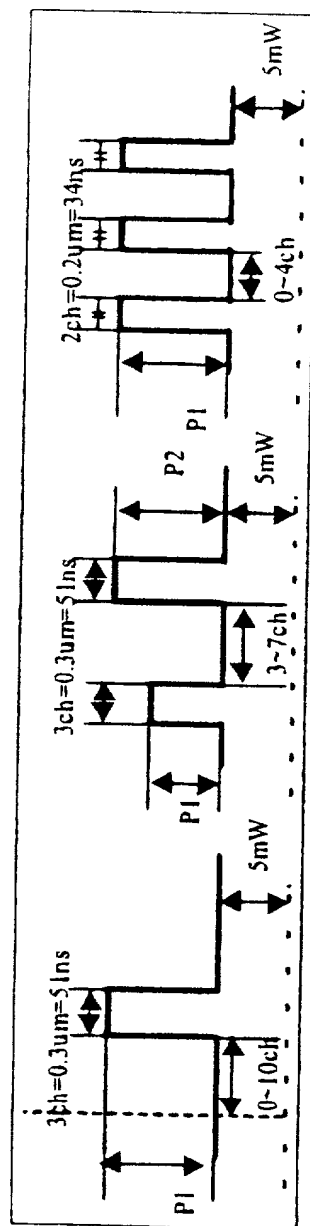 3ch=0.3um=51ns
P1
0~10ch
5mW
3ch=0.3um=51ns
P1
P2
3~7ch
5mW
2ch=0.2um=34ns
P1
0~4ch
5mW